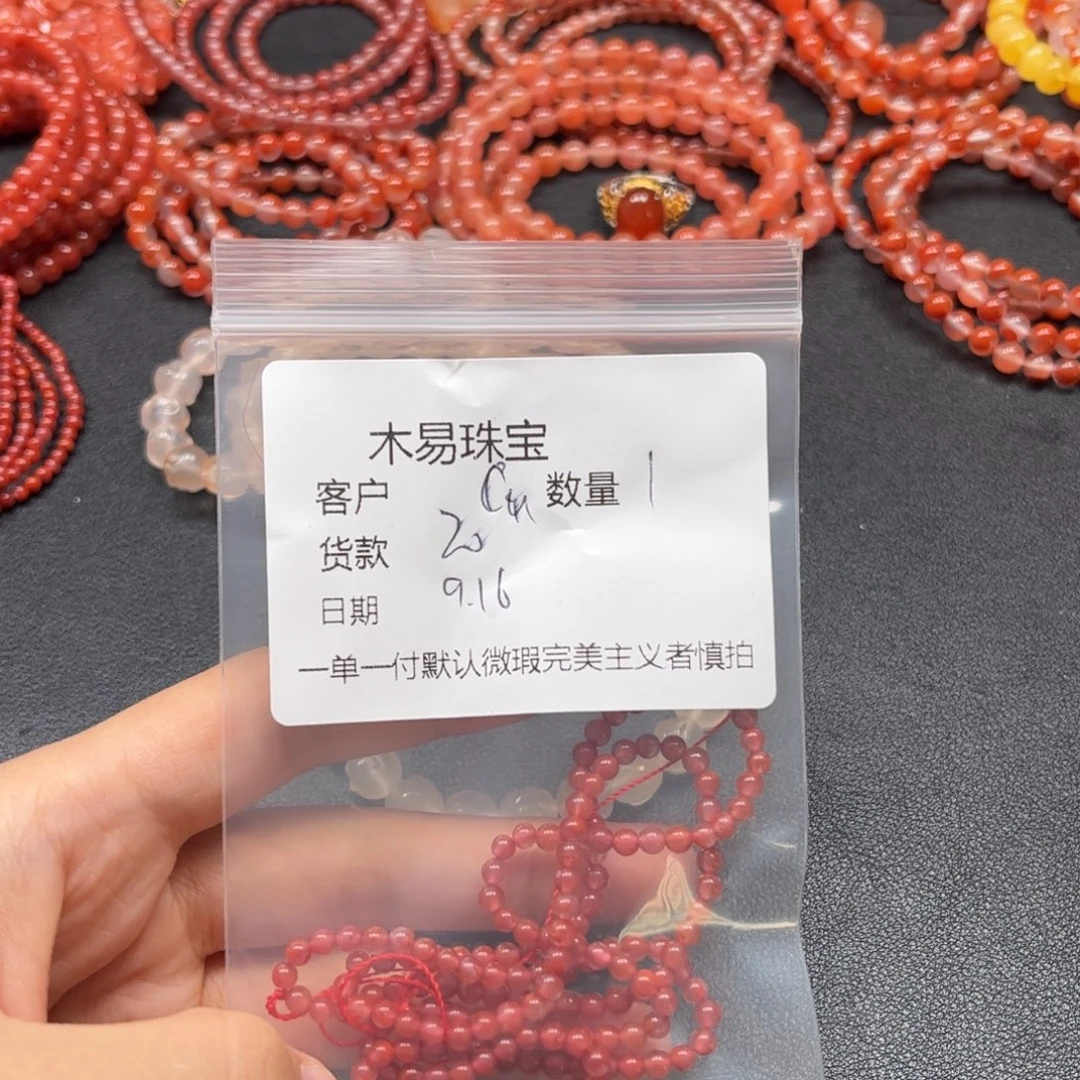 木易珠宝
客户 数量 1
货款 20
日期 9.16
一单一付默认微瑕完美主义者慎拍